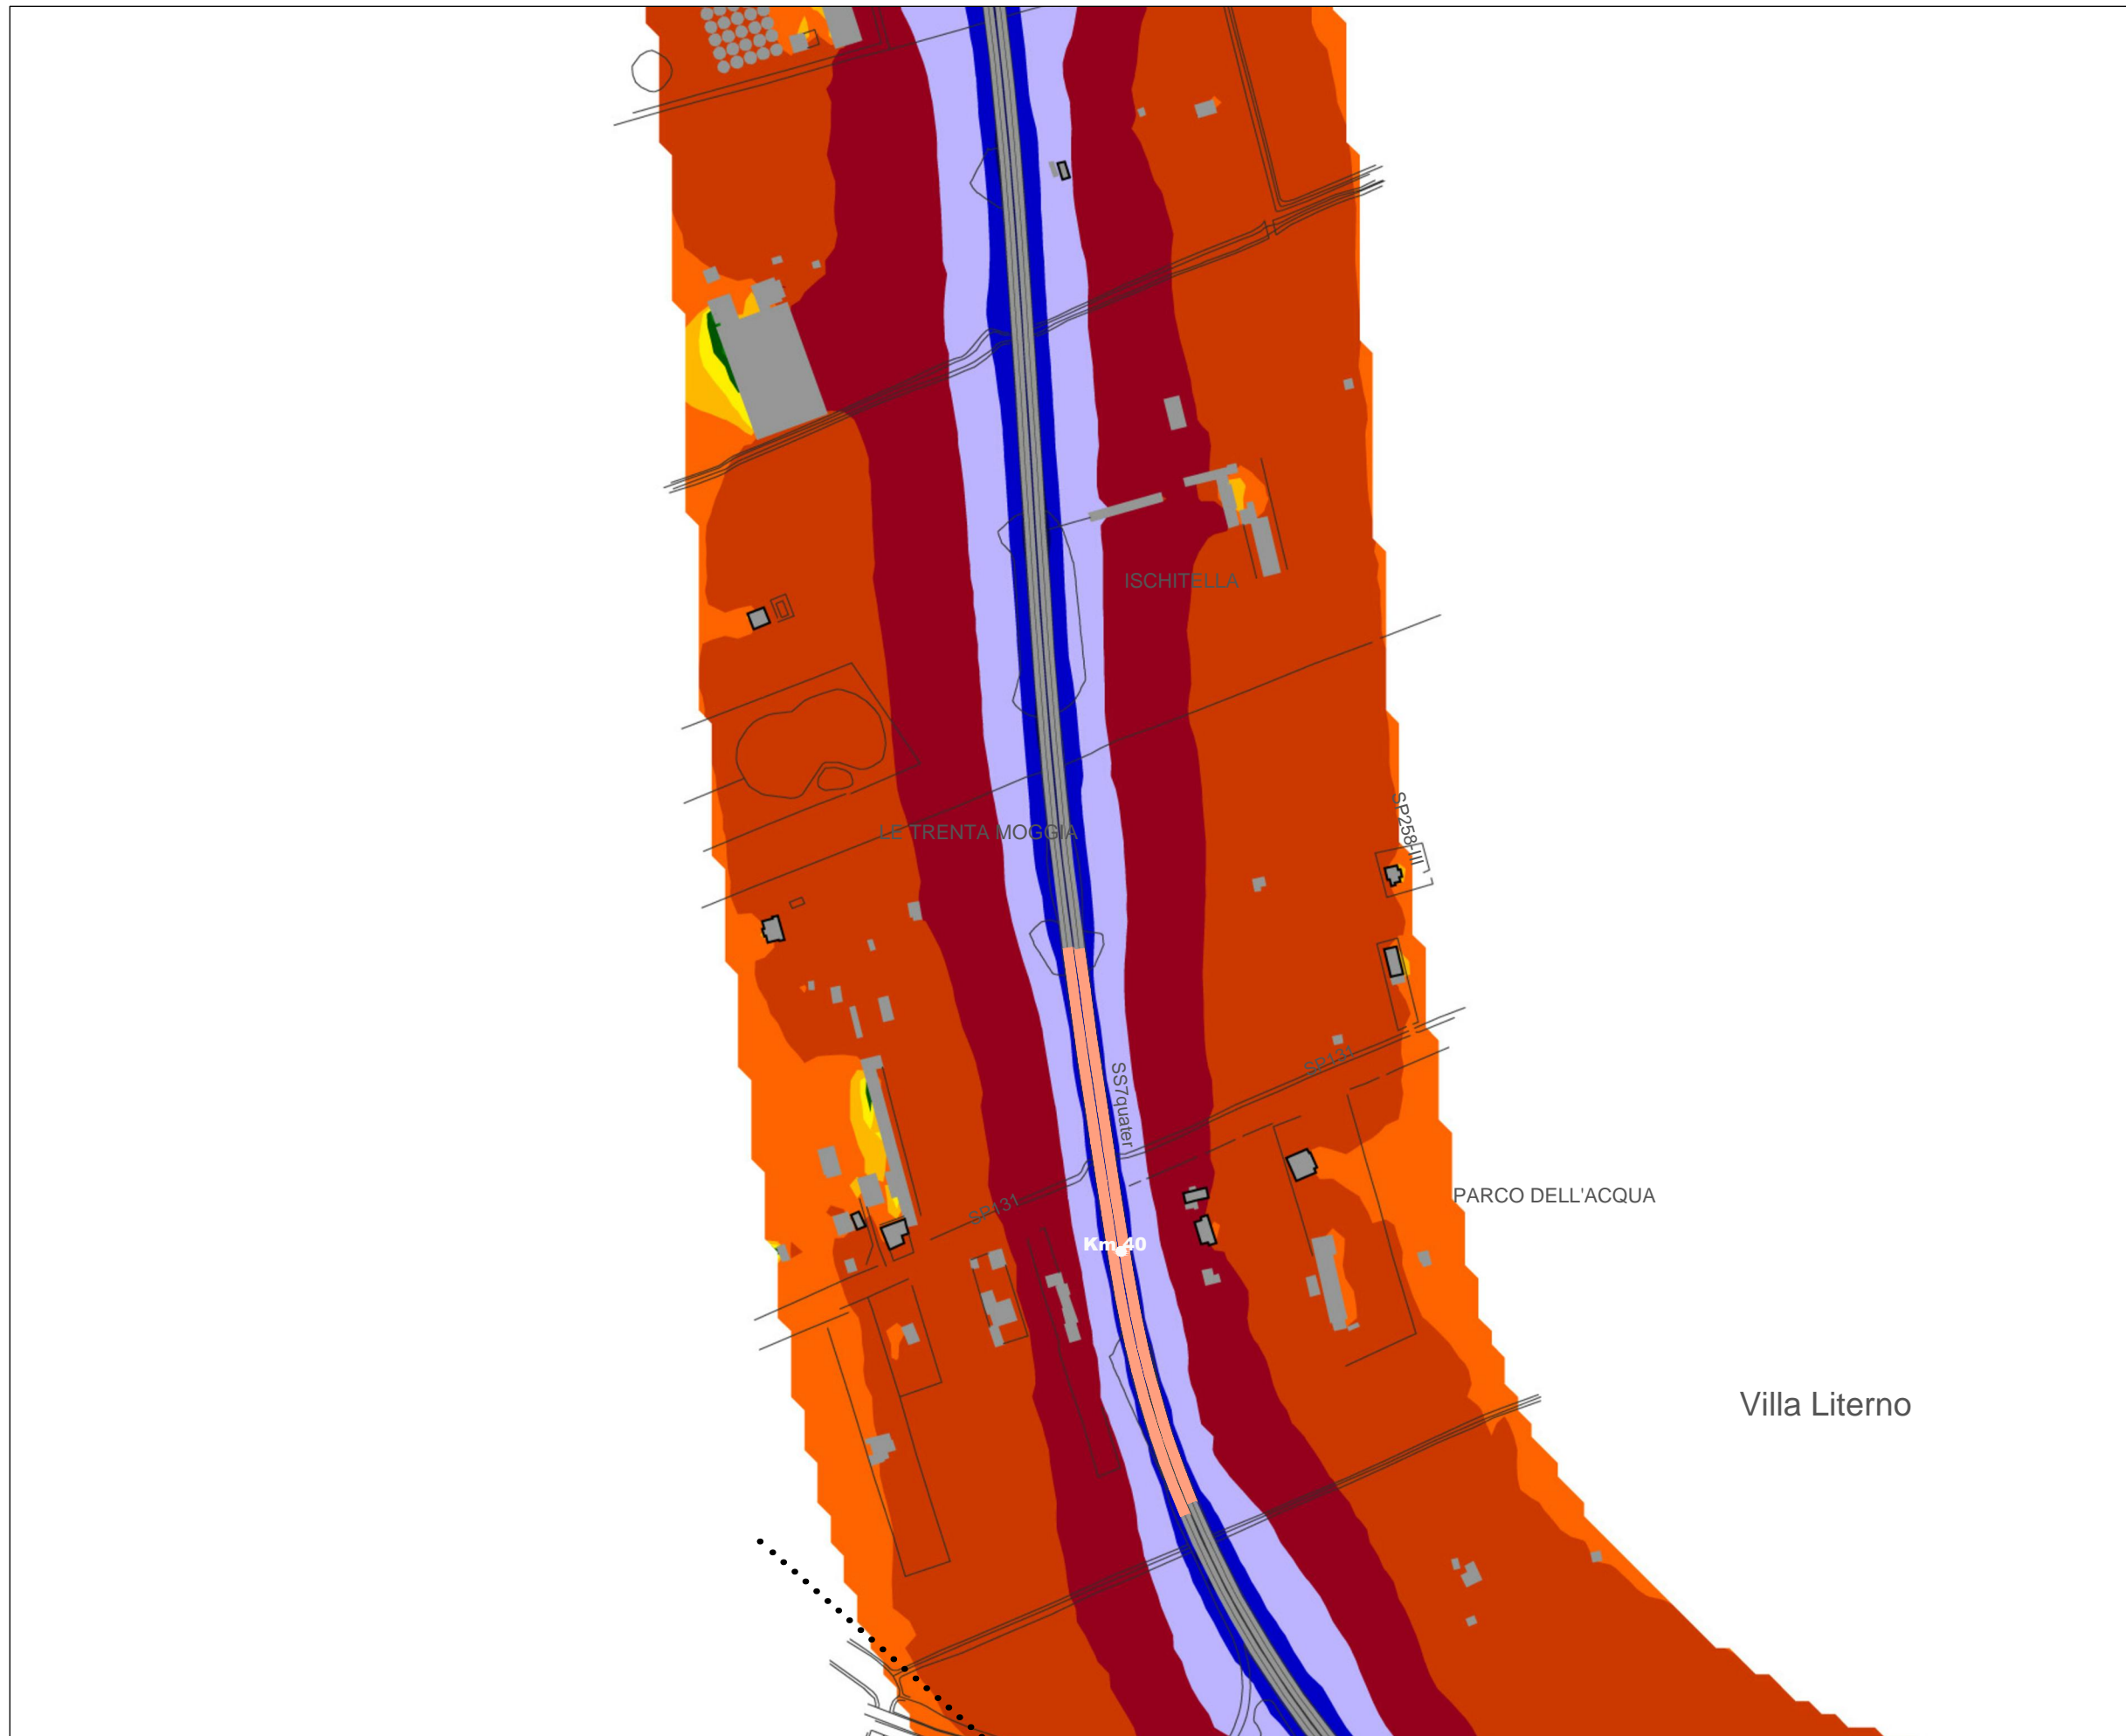 ISCHITELLA
LE TRENTA MOGGIA
SP258-III
SP131
SS7quater
PARCO DELL'ACQUA
SP131
Km 40
Villa Literno